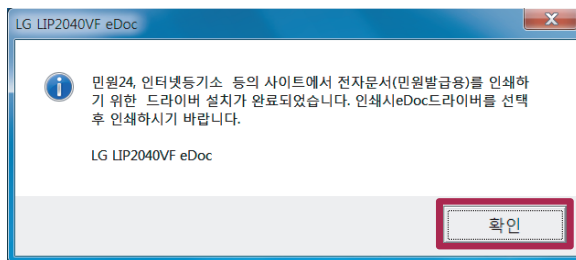 LG LIP2040VF eDoc
민원24, 인터넷등기소 등의 사이트에서 전자문서(민원발급용)를 인쇄하
기 위한 드라이버 설치가 완료되었습니다. 인쇄시eDoc드라이버를 선택
후 인쇄하시기 바랍니다.
LG LIP2040VF eDoc
확인